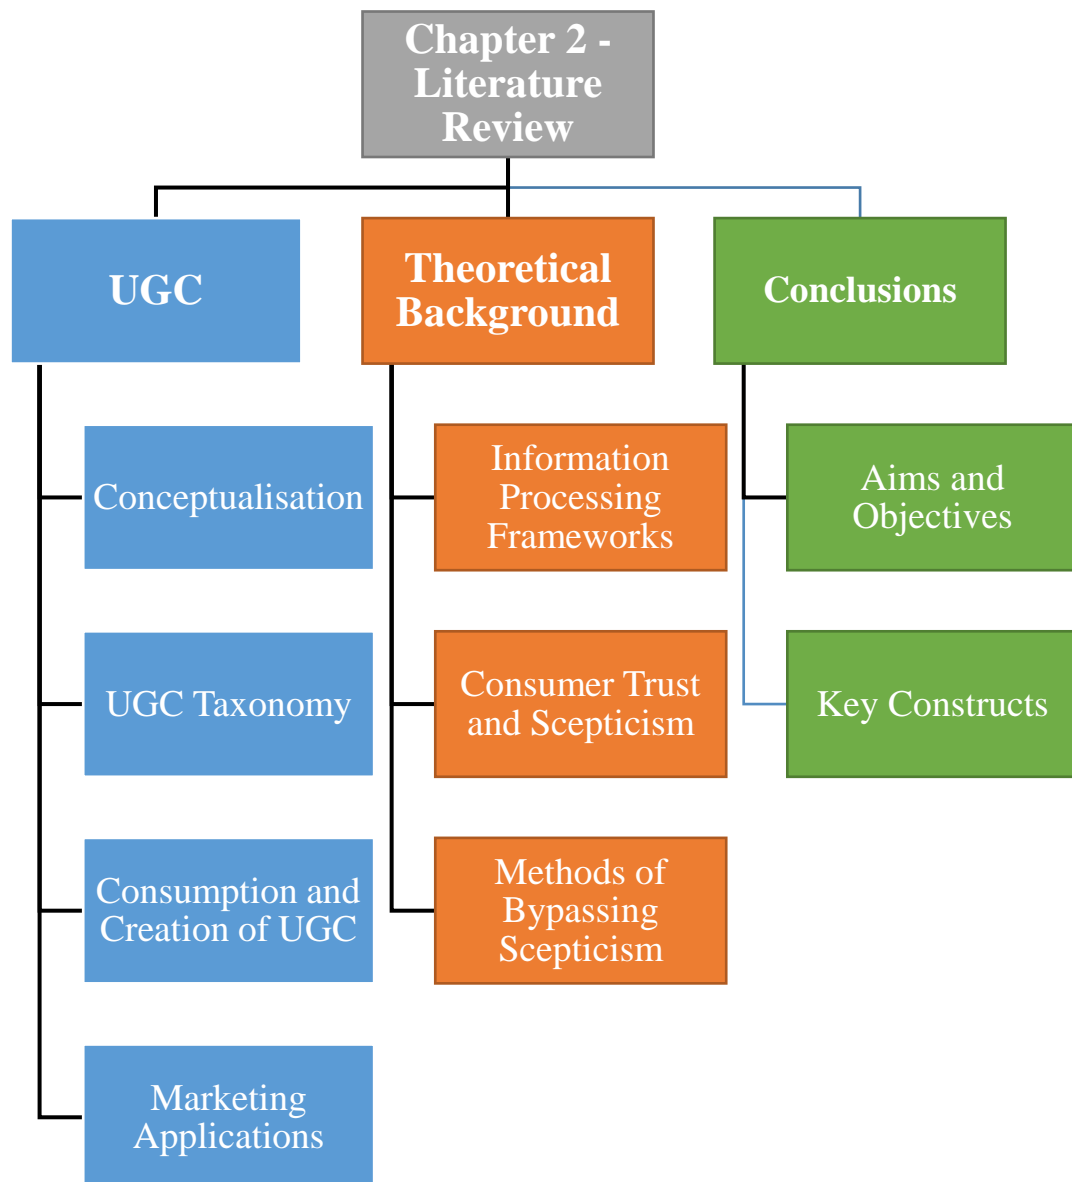 Chapter 2 -
Literature
Review
UGC
Theoretical
Background
Conclusions
Conceptualisation
UGC Taxonomy
Consumption and
Creation of UGC
Marketing
Applications
Information
Processing
Frameworks
Consumer Trust
and Scepticism
Methods of
Bypassing
Scepticism
Aims and
Objectives
Key Constructs